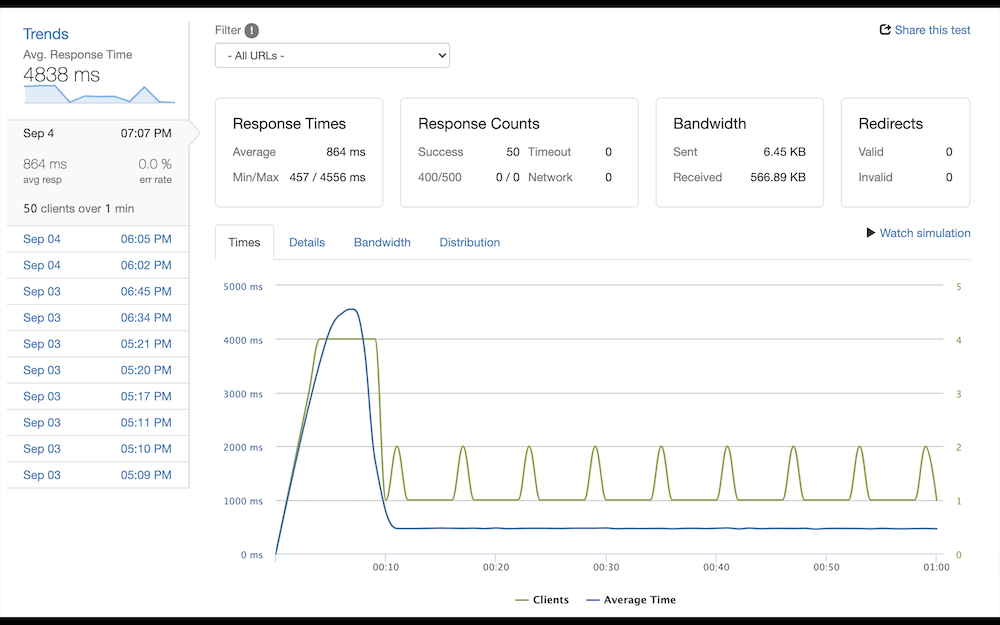 Trends
Avg. Response Time
4838 ms
Sep 4 07:07 PM
864 ms 0.0 %
avg resp err rate
50 clients over 1 min
Sep 04 06:05 PM
Sep 04 06:02 PM
Sep 03 06:45 PM
Sep 03 06:34 PM
Sep 03 05:21 PM
Sep 03 05:20 PM
Sep 03 05:17 PM
Sep 03 05:11 PM
Sep 03 05:10 PM
Sep 03 05:09 PM
Filter !
- All URLs -
Share this test
Response Times
Average 864 ms
Min/Max 457 / 4556 ms
Response Counts
Success 50 Timeout 0
400/500 0 / 0 Network 0
Bandwidth
Sent 6.45 KB
Received 566.89 KB
Redirects
Valid 0
Invalid 0
Times Details Bandwidth Distribution
Watch simulation
5000 ms 5
4000 ms 4
3000 ms 3
2000 ms 2
1000 ms 1
0 ms 0
00:10 00:20 00:30 00:40 00:50 01:00
Clients Average Time